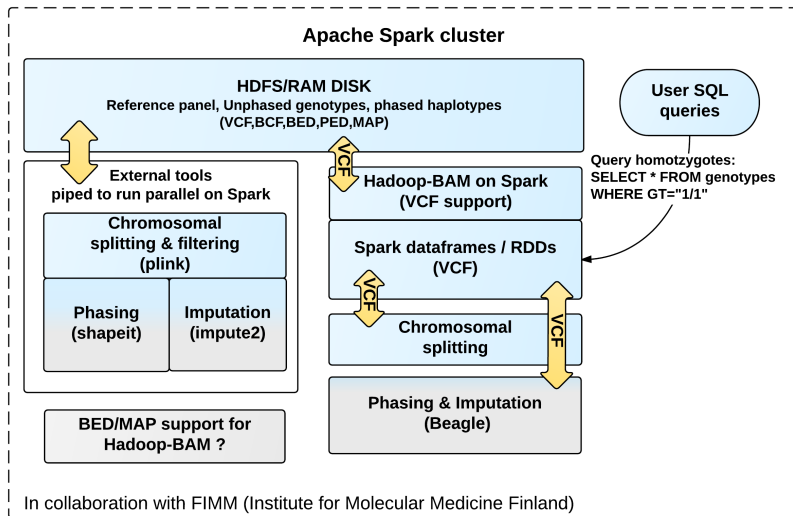 Apache Spark cluster
HDFS/RAM DISK
Reference panel, Unphased genotypes, phased haplotypes
(VCF,BCF,BED,PED,MAP)
User SQL
queries
Query homotzygotes:
SELECT * FROM genotypes
WHERE GT="1/1"
External tools
piped to run parallel on Spark
Chromosomal
splitting & filtering
(plink)
Phasing
(shapeit)
Imputation
(impute2)
BED/MAP support for
Hadoop-BAM ?
VCF
Hadoop-BAM on Spark
(VCF support)
Spark dataframes / RDDs
(VCF)
VCF
VCF
Chromosomal
splitting
Phasing & Imputation
(Beagle)
In collaboration with FIMM (Institute for Molecular Medicine Finland)